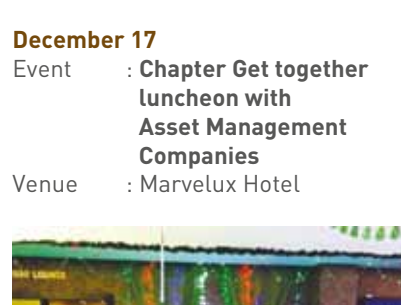 December 17
Event : Chapter Get together
luncheon with
Asset Management
Companies
Venue : Marvelux Hotel